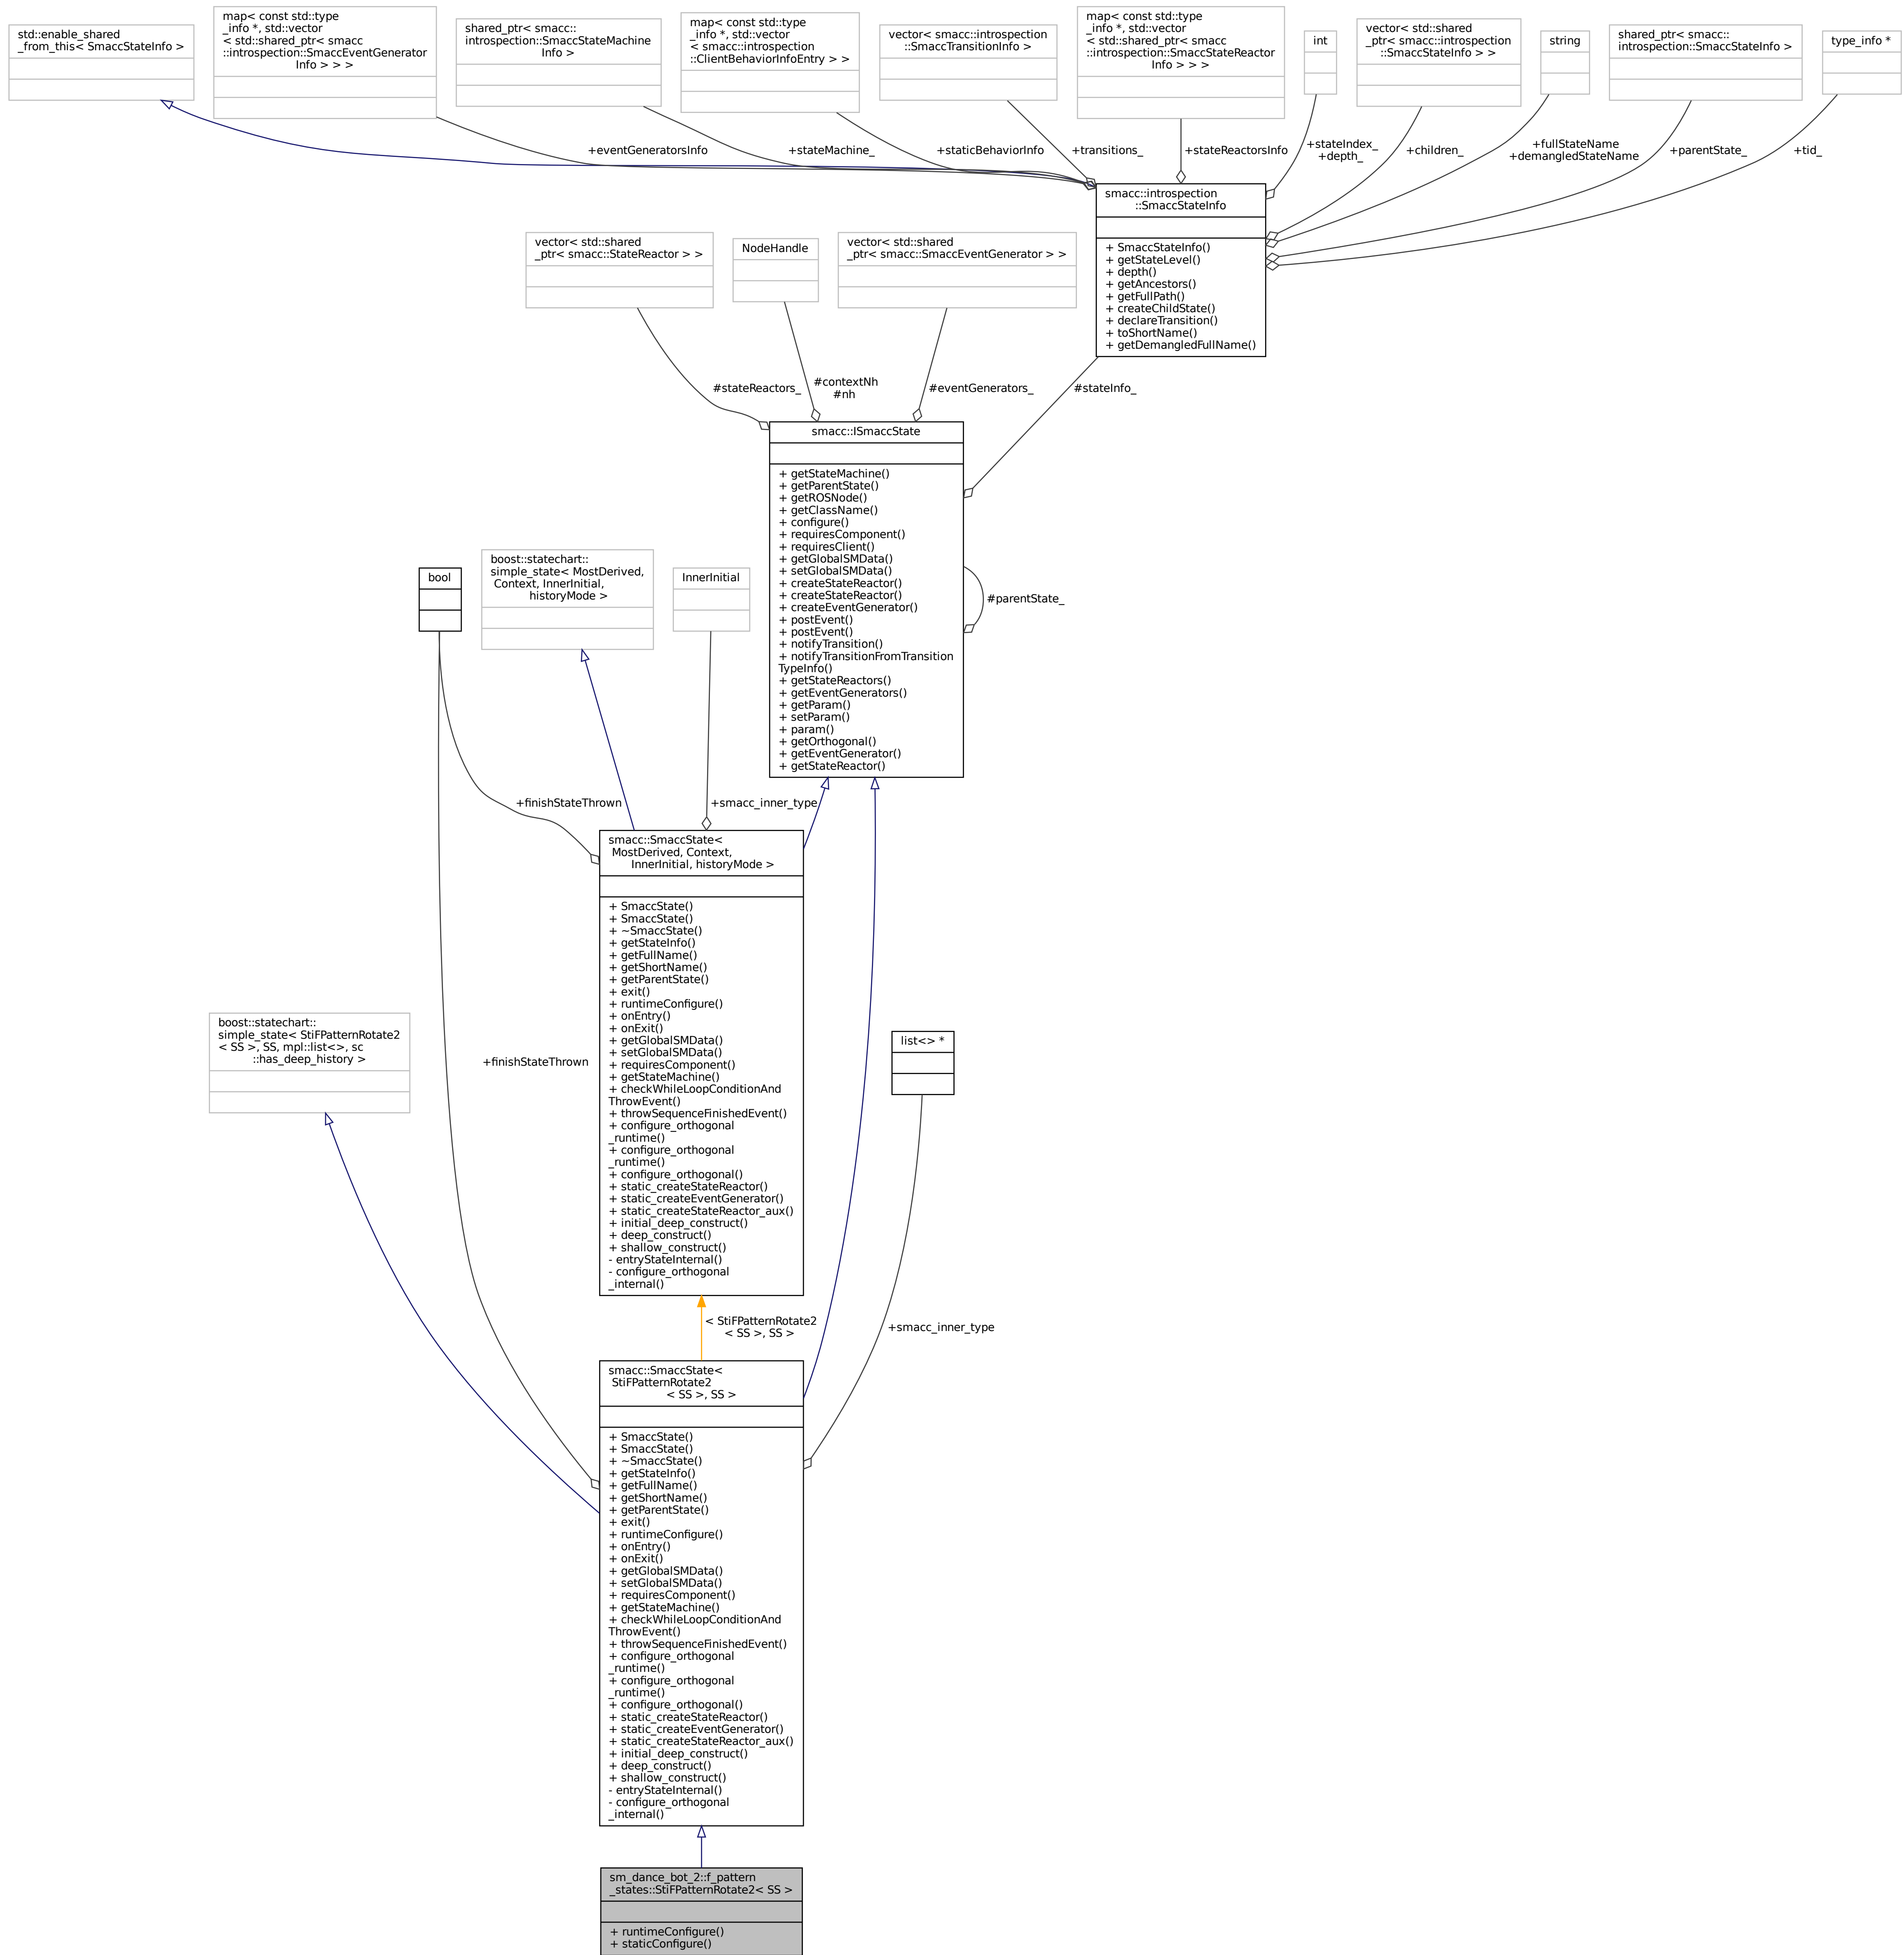 std::enable_shared
_from_this< SmaccStateInfo >
map< const std::type
_info *, std::vector
< std::shared_ptr< smacc
::introspection::SmaccEventGenerator
Info > > >
shared_ptr< smacc::
introspection::SmaccStateMachine
Info >
map< const std::type
_info *, std::vector
< smacc::introspection
::ClientBehaviorInfoEntry > >
vector< smacc::introspection
::SmaccTransitionInfo >
map< const std::type
_info *, std::vector
< std::shared_ptr< smacc
::introspection::SmaccStateReactor
Info > > >
int
vector< std::shared
_ptr< smacc::introspection
::SmaccStateInfo > >
string
shared_ptr< smacc::
introspection::SmaccStateInfo >
type_info *
+eventGeneratorsInfo
+stateMachine_
+staticBehaviorInfo
+transitions_
+stateReactorsInfo
+stateIndex_
+depth_
+children_
+fullStateName
+demangledStateName
+parentState_
+tid_
smacc::introspection
::SmaccStateInfo
+ SmaccStateInfo()
+ getStateLevel()
+ depth()
+ getAncestors()
+ getFullPath()
+ createChildState()
+ declareTransition()
+ toShortName()
+ getDemangledFullName()
vector< std::shared
_ptr< smacc::StateReactor > >
NodeHandle
vector< std::shared
_ptr< smacc::SmaccEventGenerator > >
#stateReactors_
#contextNh
#nh
#eventGenerators_
#stateInfo_
smacc::ISmaccState
+ getStateMachine()
+ getParentState()
+ getROSNode()
+ getClassName()
+ configure()
+ requiresComponent()
+ requiresClient()
+ getGlobalSMData()
+ setGlobalSMData()
+ createStateReactor()
+ createStateReactor()
+ createEventGenerator()
+ postEvent()
+ postEvent()
+ notifyTransition()
+ notifyTransitionFromTransition
TypeInfo()
+ getStateReactors()
+ getEventGenerators()
+ getParam()
+ setParam()
+ param()
+ getOrthogonal()
+ getEventGenerator()
+ getStateReactor()
#parentState_
bool
boost::statechart::
simple_state< MostDerived,
Context, InnerInitial,
historyMode >
InnerInitial
+finishStateThrown
+smacc_inner_type
smacc::SmaccState<
MostDerived, Context,
InnerInitial, historyMode >
+ SmaccState()
+ SmaccState()
+ ~SmaccState()
+ getStateInfo()
+ getFullName()
+ getShortName()
+ getParentState()
+ exit()
+ runtimeConfigure()
+ onEntry()
+ onExit()
+ getGlobalSMData()
+ setGlobalSMData()
+ requiresComponent()
+ getStateMachine()
+ checkWhileLoopConditionAnd
ThrowEvent()
+ throwSequenceFinishedEvent()
+ configure_orthogonal
_runtime()
+ configure_orthogonal
_runtime()
+ configure_orthogonal()
+ static_createStateReactor()
+ static_createEventGenerator()
+ static_createStateReactor_aux()
+ initial_deep_construct()
+ deep_construct()
+ shallow_construct()
- entryStateInternal()
- configure_orthogonal
_internal()
boost::statechart::
simple_state< StiFPatternRotate2
< SS >, SS, mpl::list<>, sc
::has_deep_history >
+finishStateThrown
list<> *
< StiFPatternRotate2
< SS >, SS >
+smacc_inner_type
smacc::SmaccState<
StiFPatternRotate2
< SS >, SS >
+ SmaccState()
+ SmaccState()
+ ~SmaccState()
+ getStateInfo()
+ getFullName()
+ getShortName()
+ getParentState()
+ exit()
+ runtimeConfigure()
+ onEntry()
+ onExit()
+ getGlobalSMData()
+ setGlobalSMData()
+ requiresComponent()
+ getStateMachine()
+ checkWhileLoopConditionAnd
ThrowEvent()
+ throwSequenceFinishedEvent()
+ configure_orthogonal
_runtime()
+ configure_orthogonal
_runtime()
+ configure_orthogonal()
+ static_createStateReactor()
+ static_createEventGenerator()
+ static_createStateReactor_aux()
+ initial_deep_construct()
+ deep_construct()
+ shallow_construct()
- entryStateInternal()
- configure_orthogonal
_internal()
sm_dance_bot_2::f_pattern
_states::StiFPatternRotate2< SS >
+ runtimeConfigure()
+ staticConfigure()